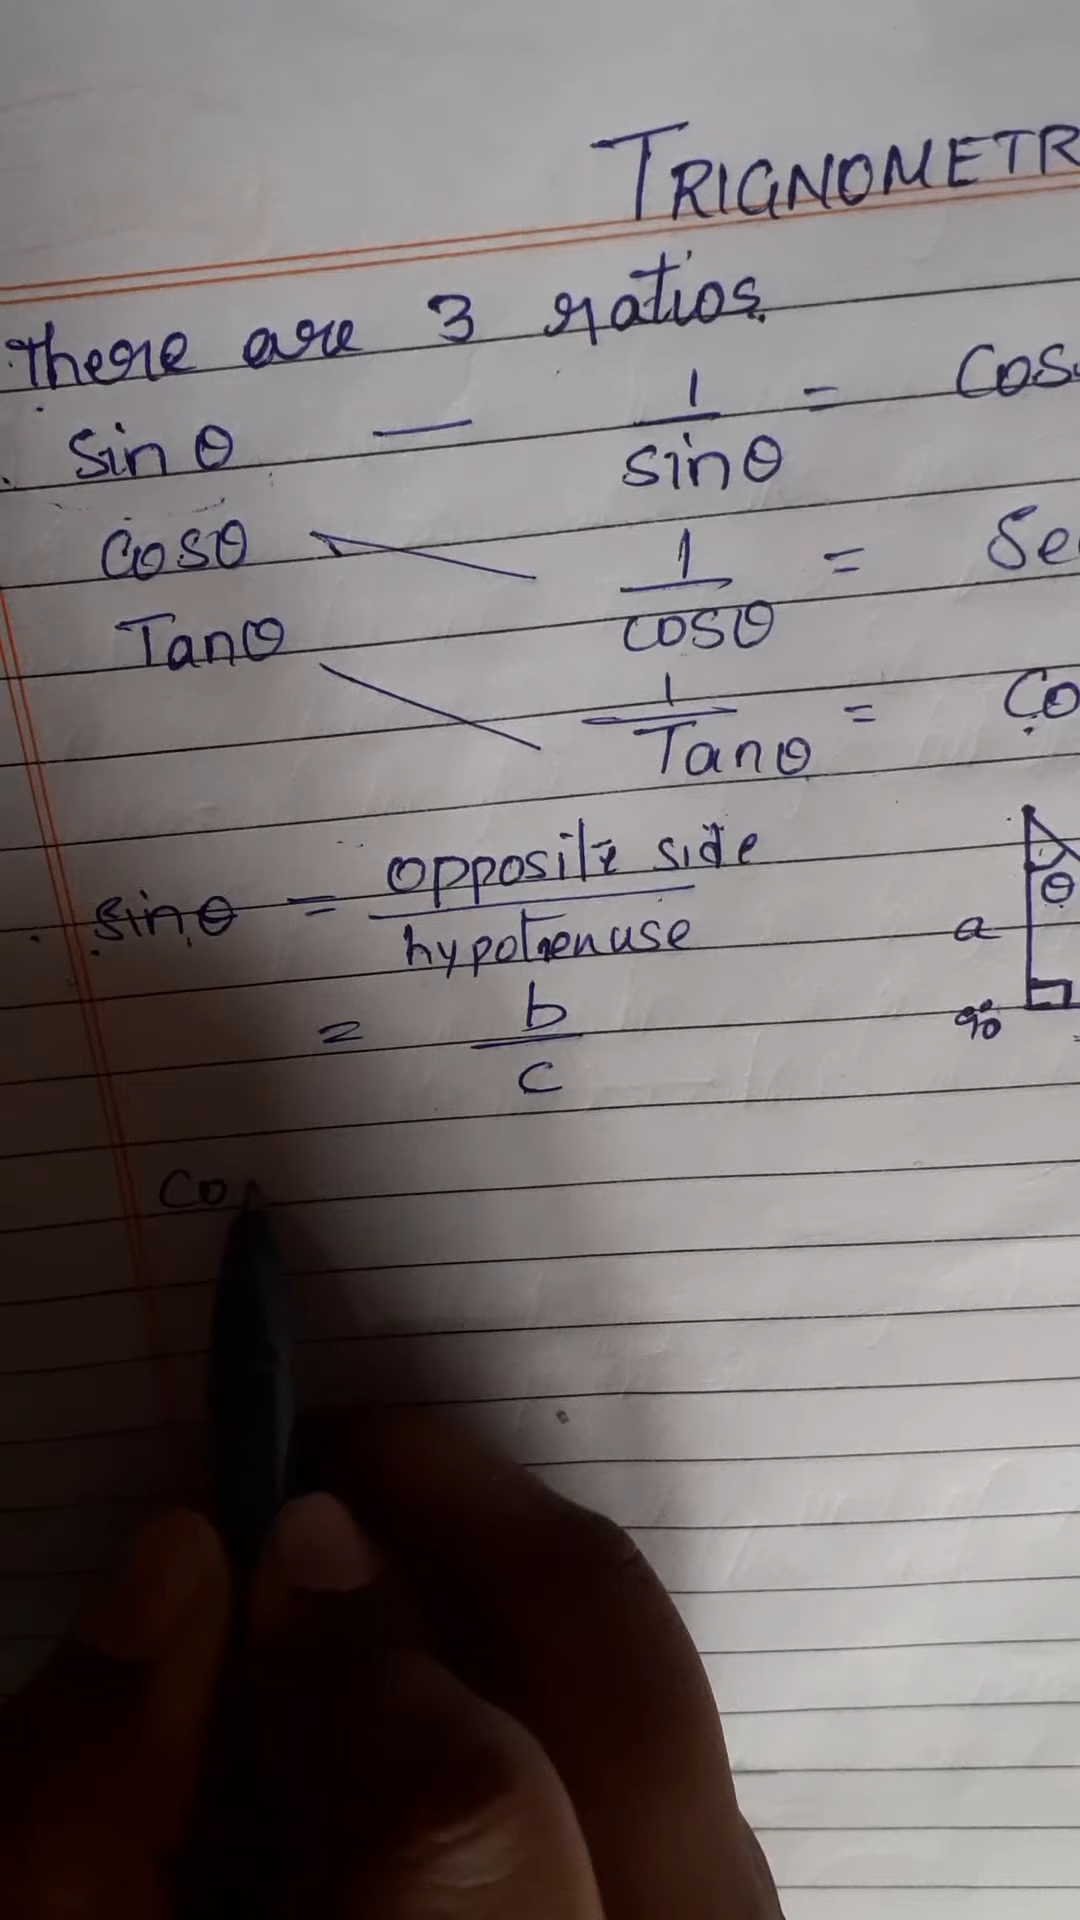 TRIGNOMETR
There are 3 ratios.
Sin θ — 1/sin θ = Cos
Cosθ 1/cosθ = Se
Tanθ 1/Tanθ = Co
sinθ = opposite side/hypotenuse
a θ
= b/c
90
Co